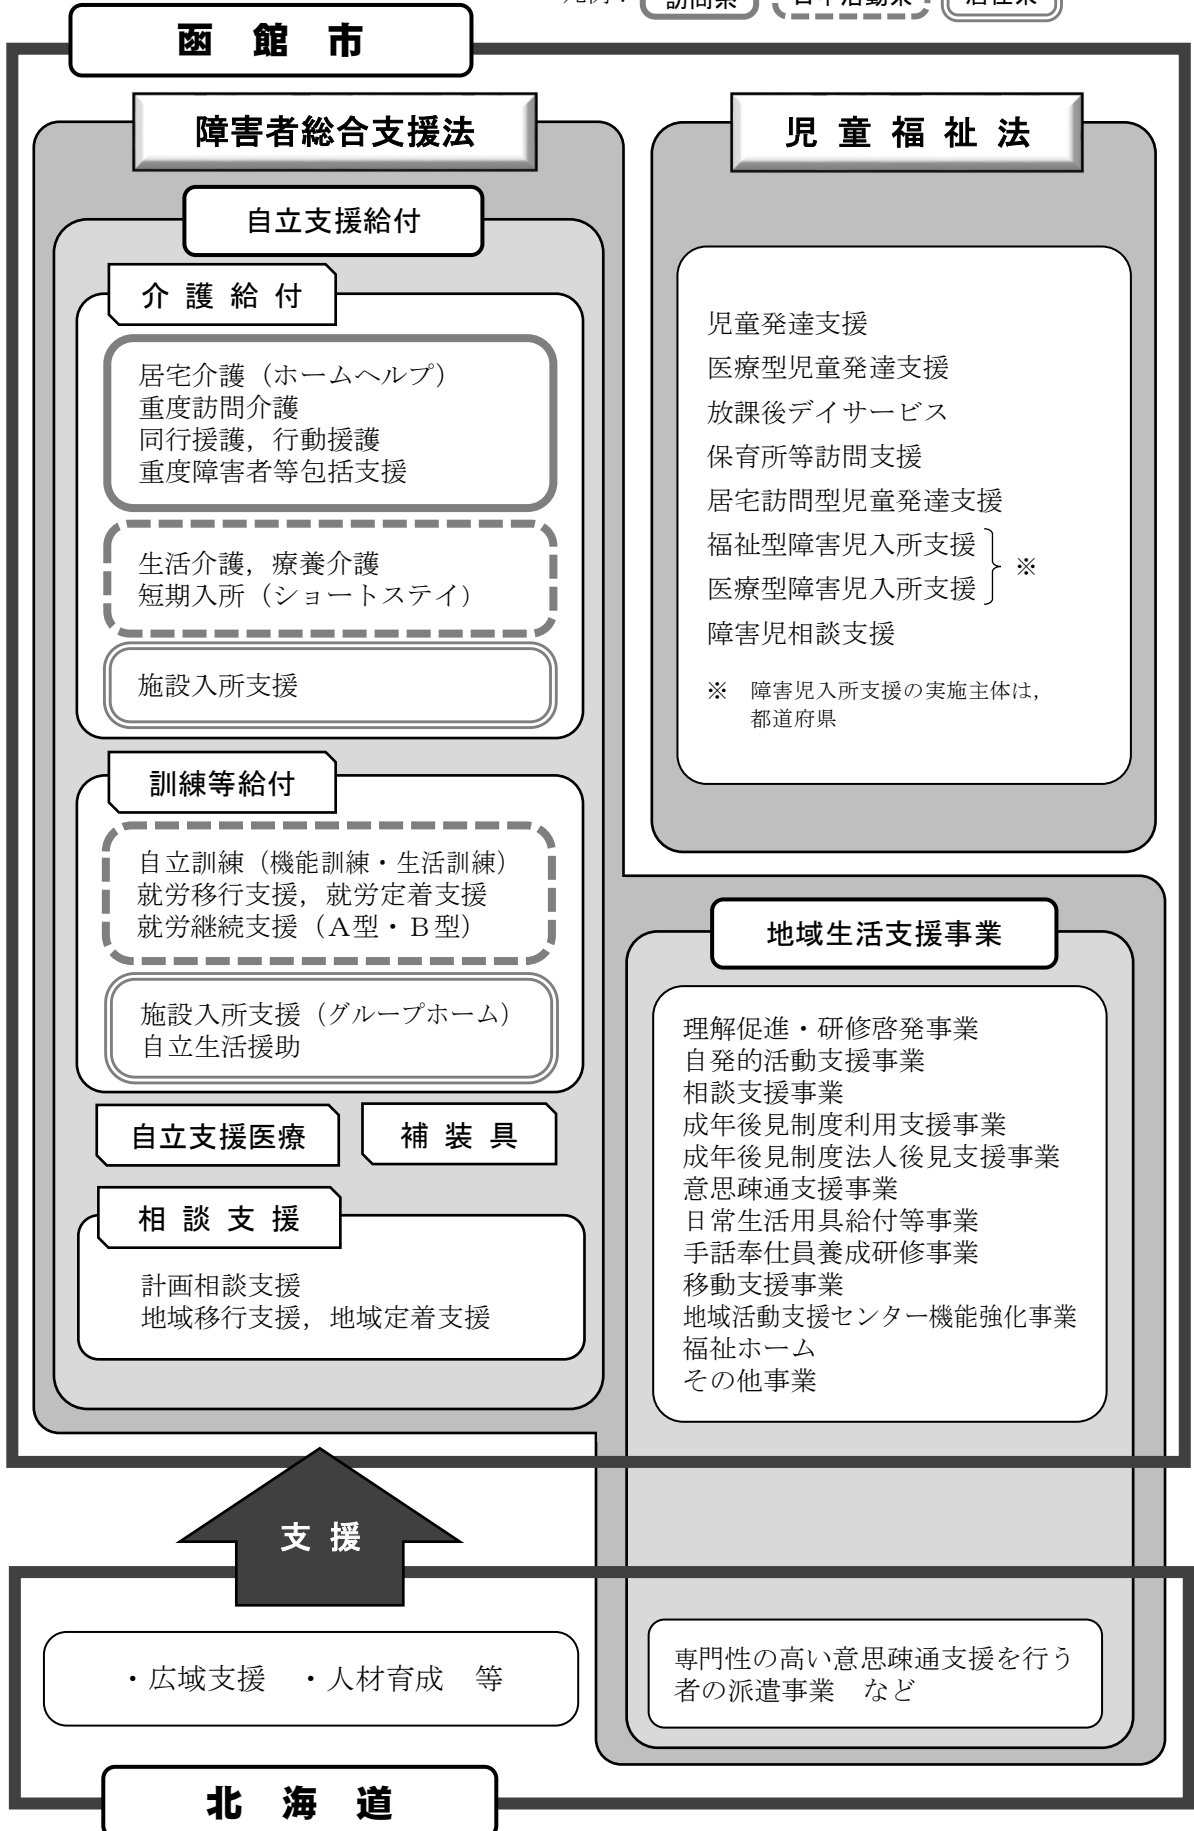 函館市
障害者総合支援法
自立支援給付
介護給付
居宅介護（ホームヘルプ）
重度訪問介護
同行援護，行動援護
重度障害者等包括支援
生活介護，療養介護
短期入所（ショートステイ）
施設入所支援
訓練等給付
自立訓練（機能訓練・生活訓練）
就労移行支援，就労定着支援
就労継続支援（Ａ型・Ｂ型）
施設入所支援（グループホーム）
自立生活援助
自立支援医療
補装具
相談支援
計画相談支援
地域移行支援，地域定着支援
児童福祉法
児童発達支援
医療型児童発達支援
放課後デイサービス
保育所等訪問支援
居宅訪問型児童発達支援
福祉型障害児入所支援
医療型障害児入所支援
※
障害児相談支援
※　障害児入所支援の実施主体は，
都道府県
地域生活支援事業
理解促進・研修啓発事業
自発的活動支援事業
相談支援事業
成年後見制度利用支援事業
成年後見制度法人後見支援事業
意思疎通支援事業
日常生活用具給付等事業
手話奉仕員養成研修事業
移動支援事業
地域活動支援センター機能強化事業
福祉ホーム
その他事業
支援
・広域支援　・人材育成　等
専門性の高い意思疎通支援を行う
者の派遣事業　など
北海道